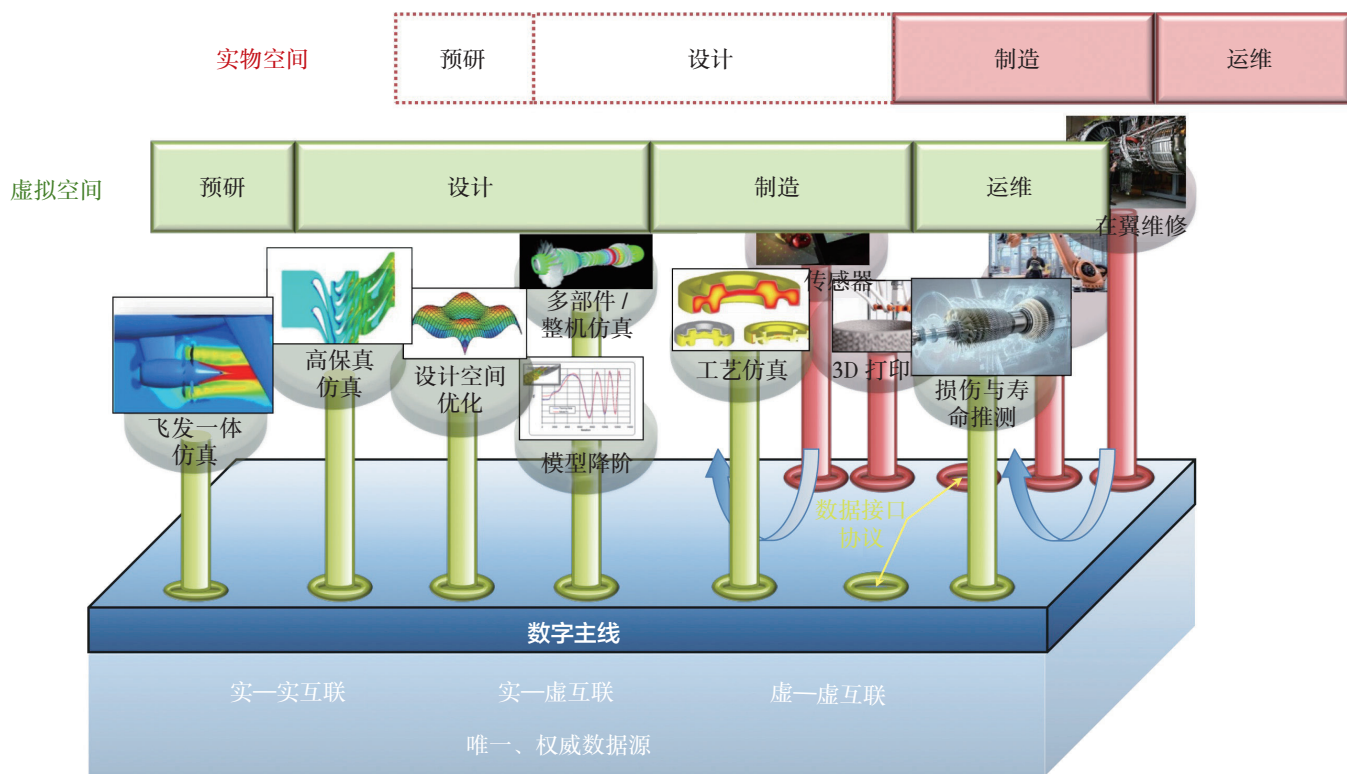 实物空间
预研
设计
制造
运维
虚拟空间
预研
设计
制造
运维
在翼维修
传感器
多部件 /
整机仿真
高保真
仿真
设计空间
优化
工艺仿真
3D 打印
损伤与寿
命推测
飞发一体
仿真
模型降阶
数据接口
协议
数字主线
实—实互联
实—虚互联
虚—虚互联
唯一、权威数据源